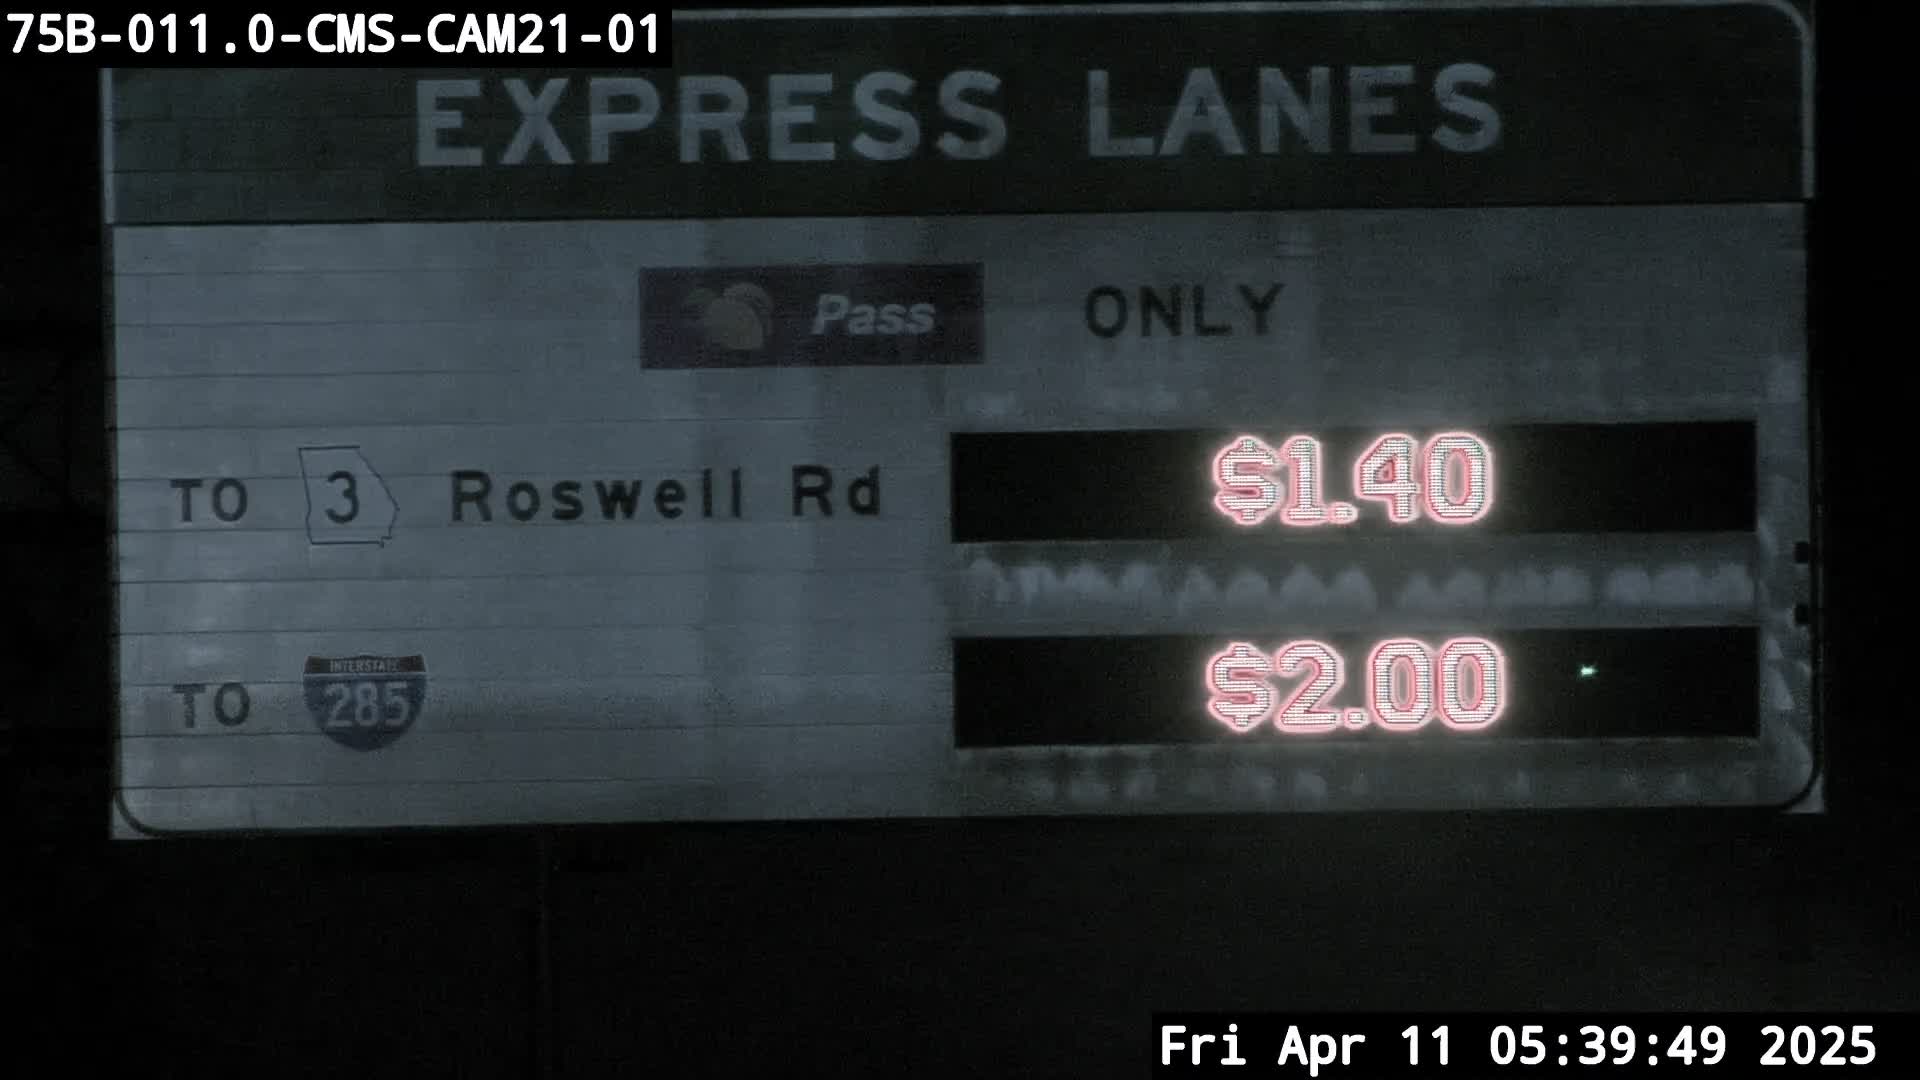 75B-011.0-CMS-CAM21-01
EXPRESS LANES
Pass ONLY
TO 3 Roswell Rd $1.40
TO INTERSTATE 285 $2.00
Fri Apr 11 05:39:49 2025